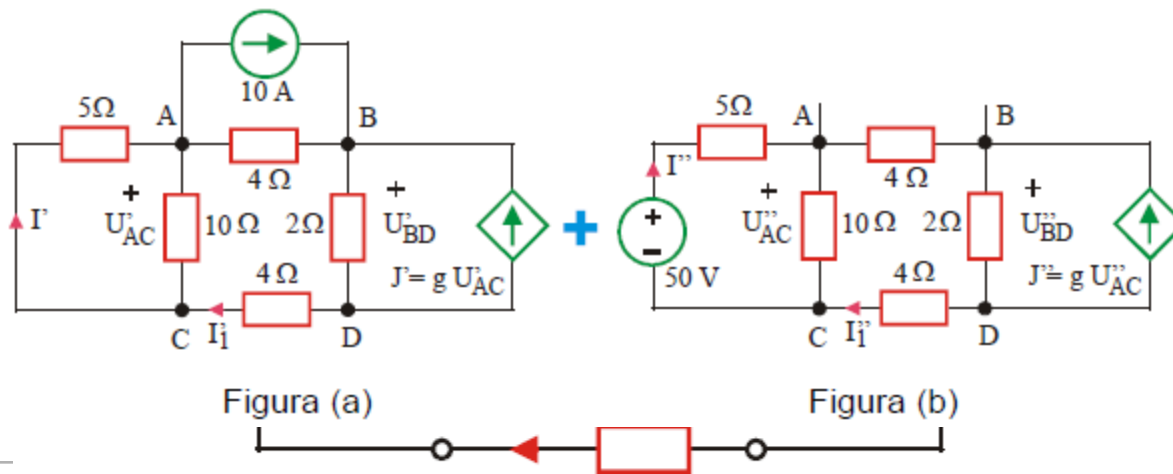 10 A
5Ω
A
B
4 Ω
I'
+
U'AC
10 Ω
2Ω
+
U'BD
J'= g U'AC
4 Ω
C
I'1
D
Figura (a)
+
5Ω
A
B
4 Ω
I''
+
−
50 V
+
U''AC
10 Ω
2Ω
+
U''BD
J''= g U''AC
4 Ω
C
I''1
D
Figura (b)